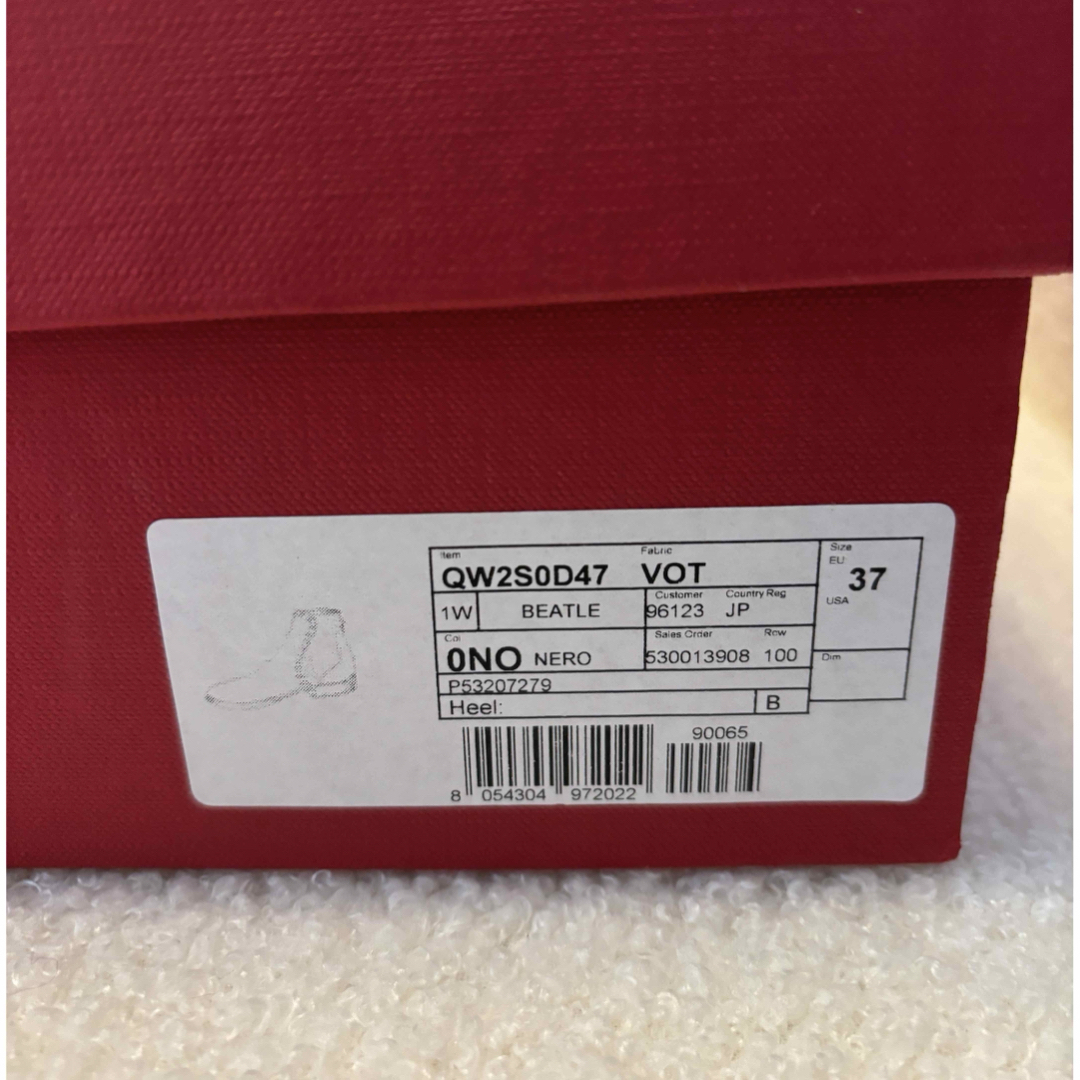 Item Fabric
QW2S0D47 VOT
Size
EU
37
USA
1W BEATLE
Customer Country Reg
96123 JP
Col
0NO NERO
Sales Order Row
530013908 100
Dim
P53207279
Heel: B
90065
8 054304 972022